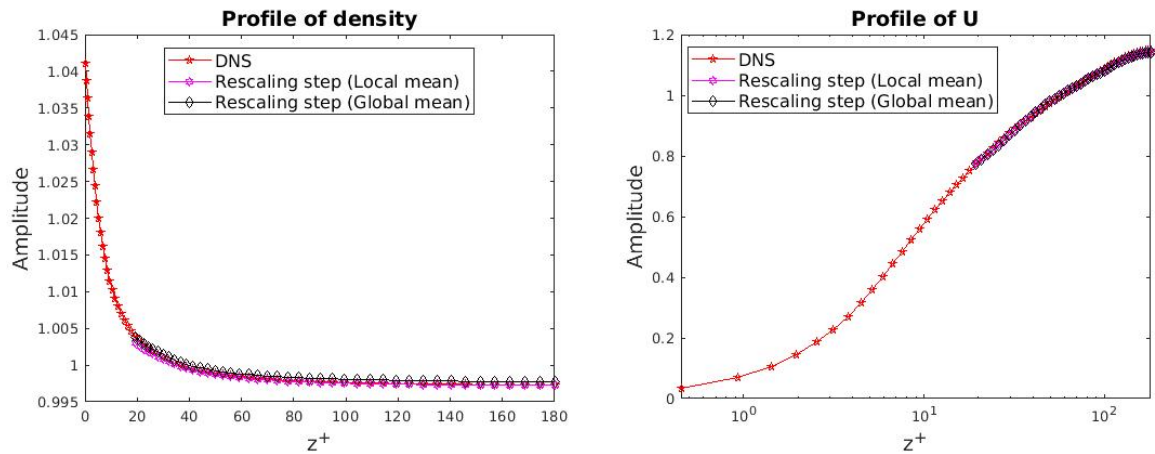 Profile of density
1.045
1.04
1.035
1.03
1.025
1.02
1.015
1.01
1.005
1
0.995
Amplitude
DNS
Rescaling step (Local mean)
Rescaling step (Global mean)
0 20 40 60 80 100 120 140 160 180
z+
Profile of U
1.2
1
0.8
0.6
0.4
0.2
0
Amplitude
DNS
Rescaling step (Local mean)
Rescaling step (Global mean)
10^0 10^1 10^2
z+